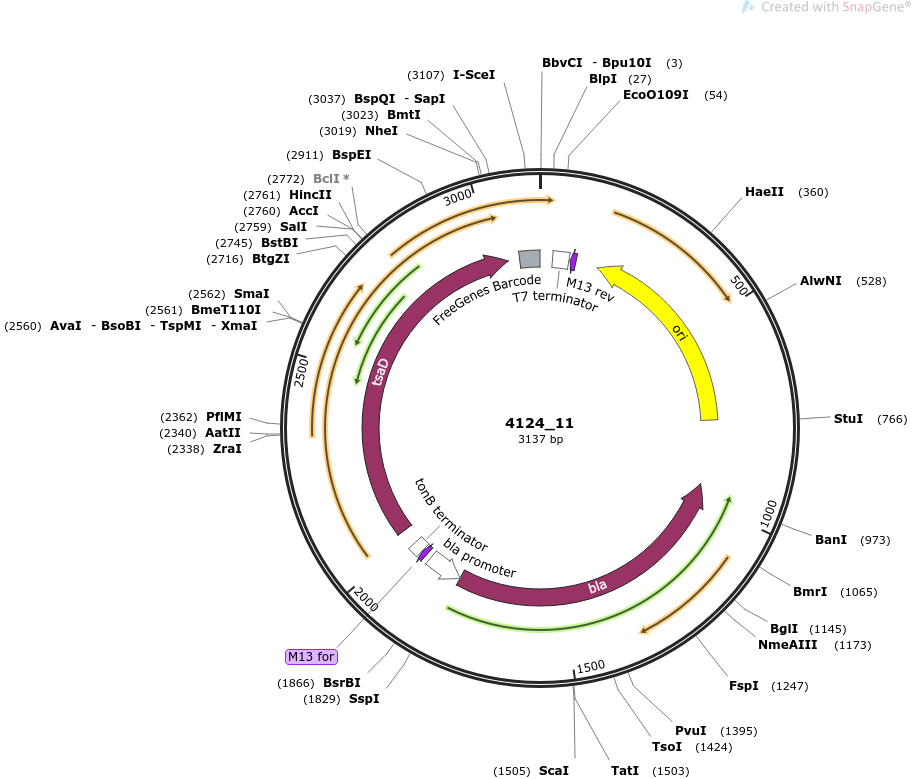 Created with SnapGene®
(3107) I-SceI
BbvCI - Bpu10I (3)
BlpI (27)
EcoO109I (54)
(3037) BspQI - SapI
(3023) BmtI
(3019) NheI
(2911) BspEI
(2772) BclI *
(2761) HincII
(2760) AccI
(2759) SalI
(2745) BstBI
(2716) BtgZI
(2562) SmaI
(2561) BmeT110I
(2560) AvaI - BsoBI - TspMI - XmaI
(2362) PflMI
(2340) AatII
(2338) ZraI
HaeII (360)
AlwNI (528)
StuI (766)
BanI (973)
BmrI (1065)
BglI (1145)
NmeAIII (1173)
FspI (1247)
PvuI (1395)
TsoI (1424)
TatI (1503)
(1505) ScaI
(1829) SspI
(1866) BsrBI
M13 for
3000
500
1000
1500
2000
2500
FreeGenes Barcode
T7 terminator
M13 rev
ori
tsaD
4124_11
3137 bp
tonB terminator
bla promoter
bla